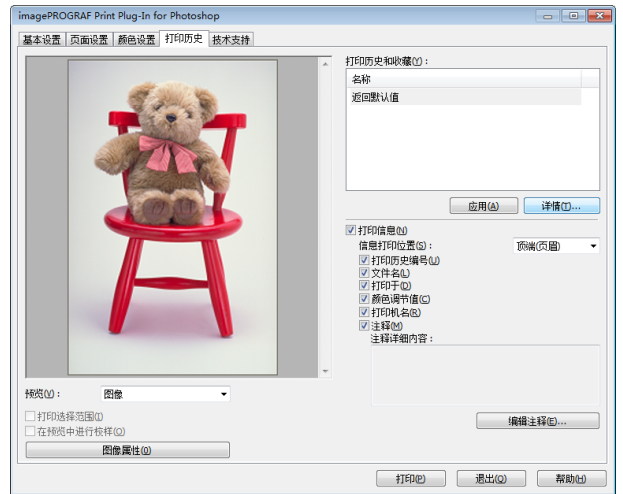 imagePROGRAF Print Plug-In for Photoshop
基本设置 页面设置 颜色设置 打印历史 技术支持
打印历史和收藏(Y)：
名称
返回默认值
应用(A) 详情(T)...
打印信息(N)
信息打印位置(S)： 顶端(页眉)
打印历史编号(U)
文件名(L)
打印于(D)
颜色调节值(C)
打印机名(R)
注释(M)
注释详细内容：
预览(V)： 图像
打印选择范围(I)
在预览中进行校样(O)
编辑注释(E)...
图像属性(0)
打印(P) 退出(Q) 帮助(H)